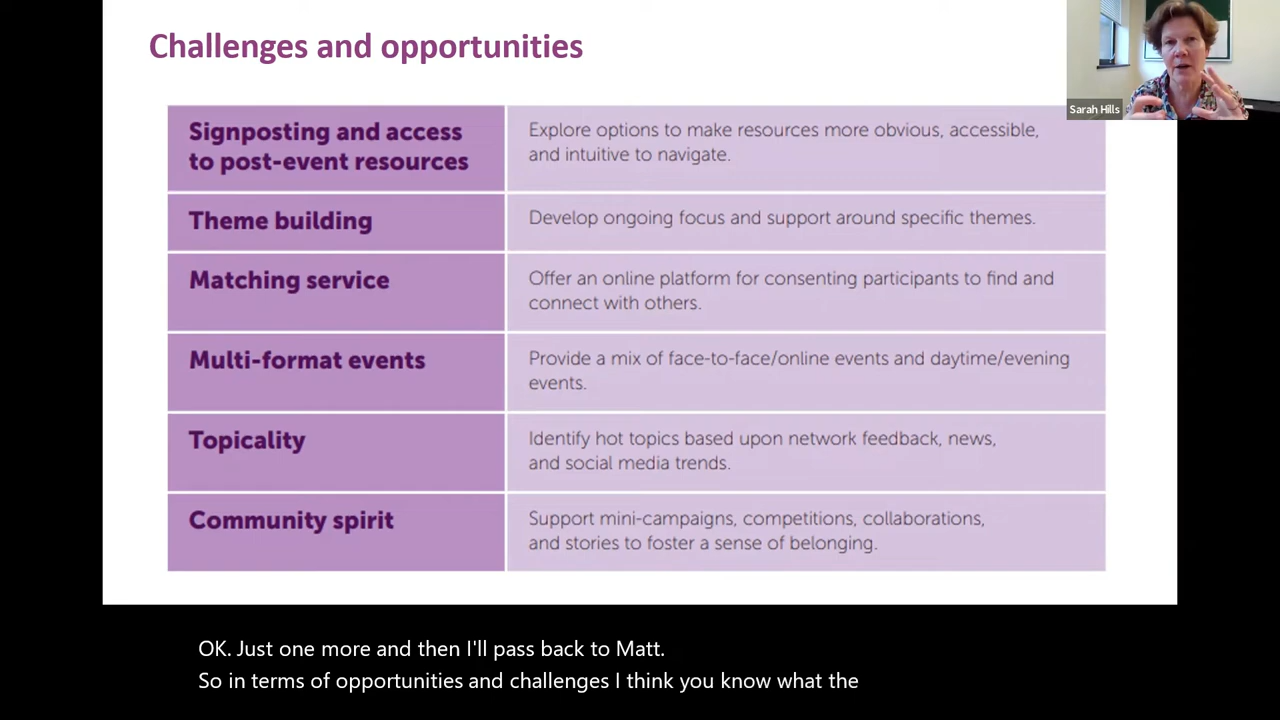 Challenges and opportunities
Sarah Hills
Signposting and access
to post-event resources
Explore options to make resources more obvious, accessible,
and intuitive to navigate.
Theme building
Develop ongoing focus and support around specific themes.
Matching service
Offer an online platform for consenting participants to find and
connect with others.
Multi-format events
Provide a mix of face-to-face/online events and daytime/evening
events.
Topicality
Identify hot topics based upon network feedback, news,
and social media trends.
Community spirit
Support mini-campaigns, competitions, collaborations,
and stories to foster a sense of belonging.
OK. Just one more and then I'll pass back to Matt.
So in terms of opportunities and challenges I think you know what the